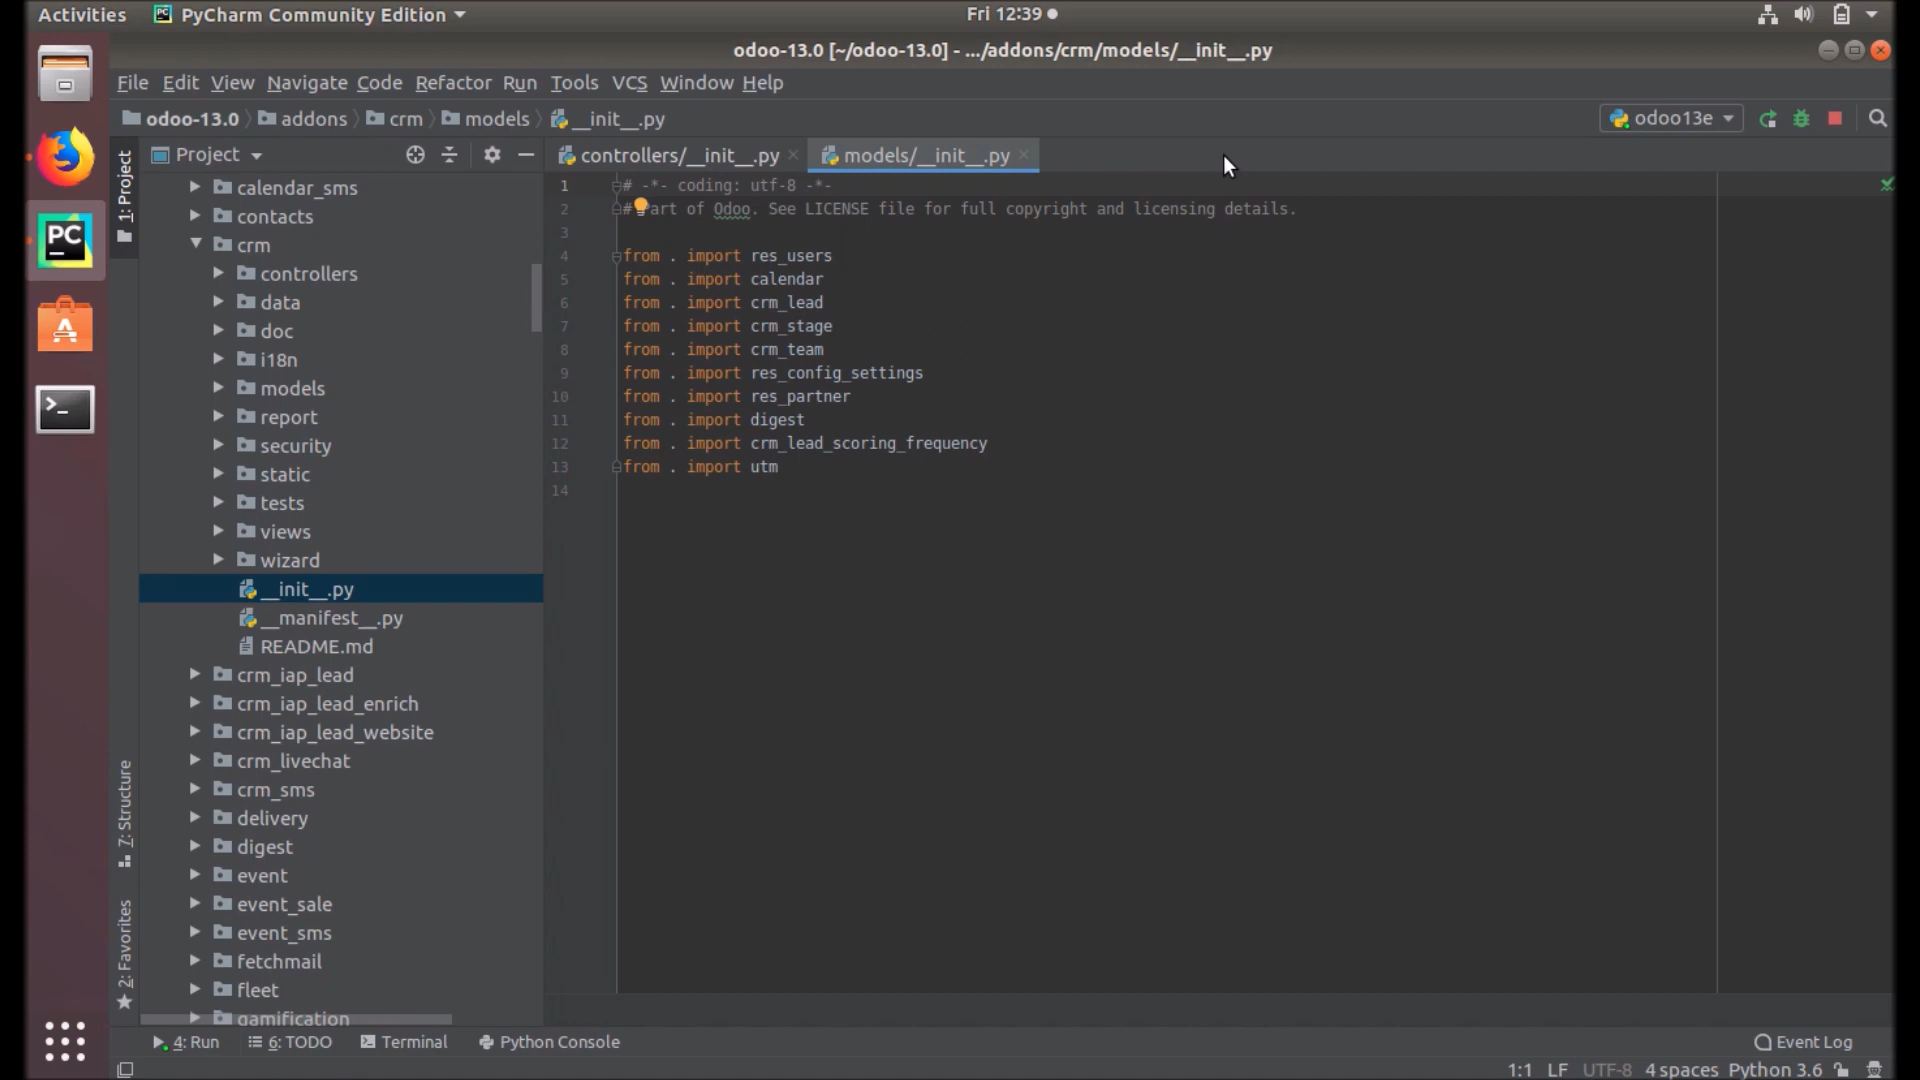 Activities PyCharm Community Edition Fri 12:39
odoo-13.0 [~/odoo-13.0] - .../addons/crm/models/__init__.py
File Edit View Navigate Code Refactor Run Tools VCS Window Help
odoo-13.0 addons crm models __init__.py odoo13e
Project controllers/__init__.py models/__init__.py
1: Project
calendar_sms
contacts
crm
controllers
data
doc
i18n
models
report
security
static
tests
views
wizard
__init__.py
__manifest__.py
README.md
crm_iap_lead
crm_iap_lead_enrich
crm_iap_lead_website
crm_livechat
crm_sms
delivery
digest
event
event_sale
event_sms
fetchmail
fleet
gamification
7: Structure
2: Favorites
1 # -*- coding: utf-8 -*-
2 # Part of Odoo. See LICENSE file for full copyright and licensing details.
3
4 from . import res_users
5 from . import calendar
6 from . import crm_lead
7 from . import crm_stage
8 from . import crm_team
9 from . import res_config_settings
10 from . import res_partner
11 from . import digest
12 from . import crm_lead_scoring_frequency
13 from . import utm
14
4: Run 6: TODO Terminal Python Console Event Log
1:1 LF UTF-8 4 spaces Python 3.6